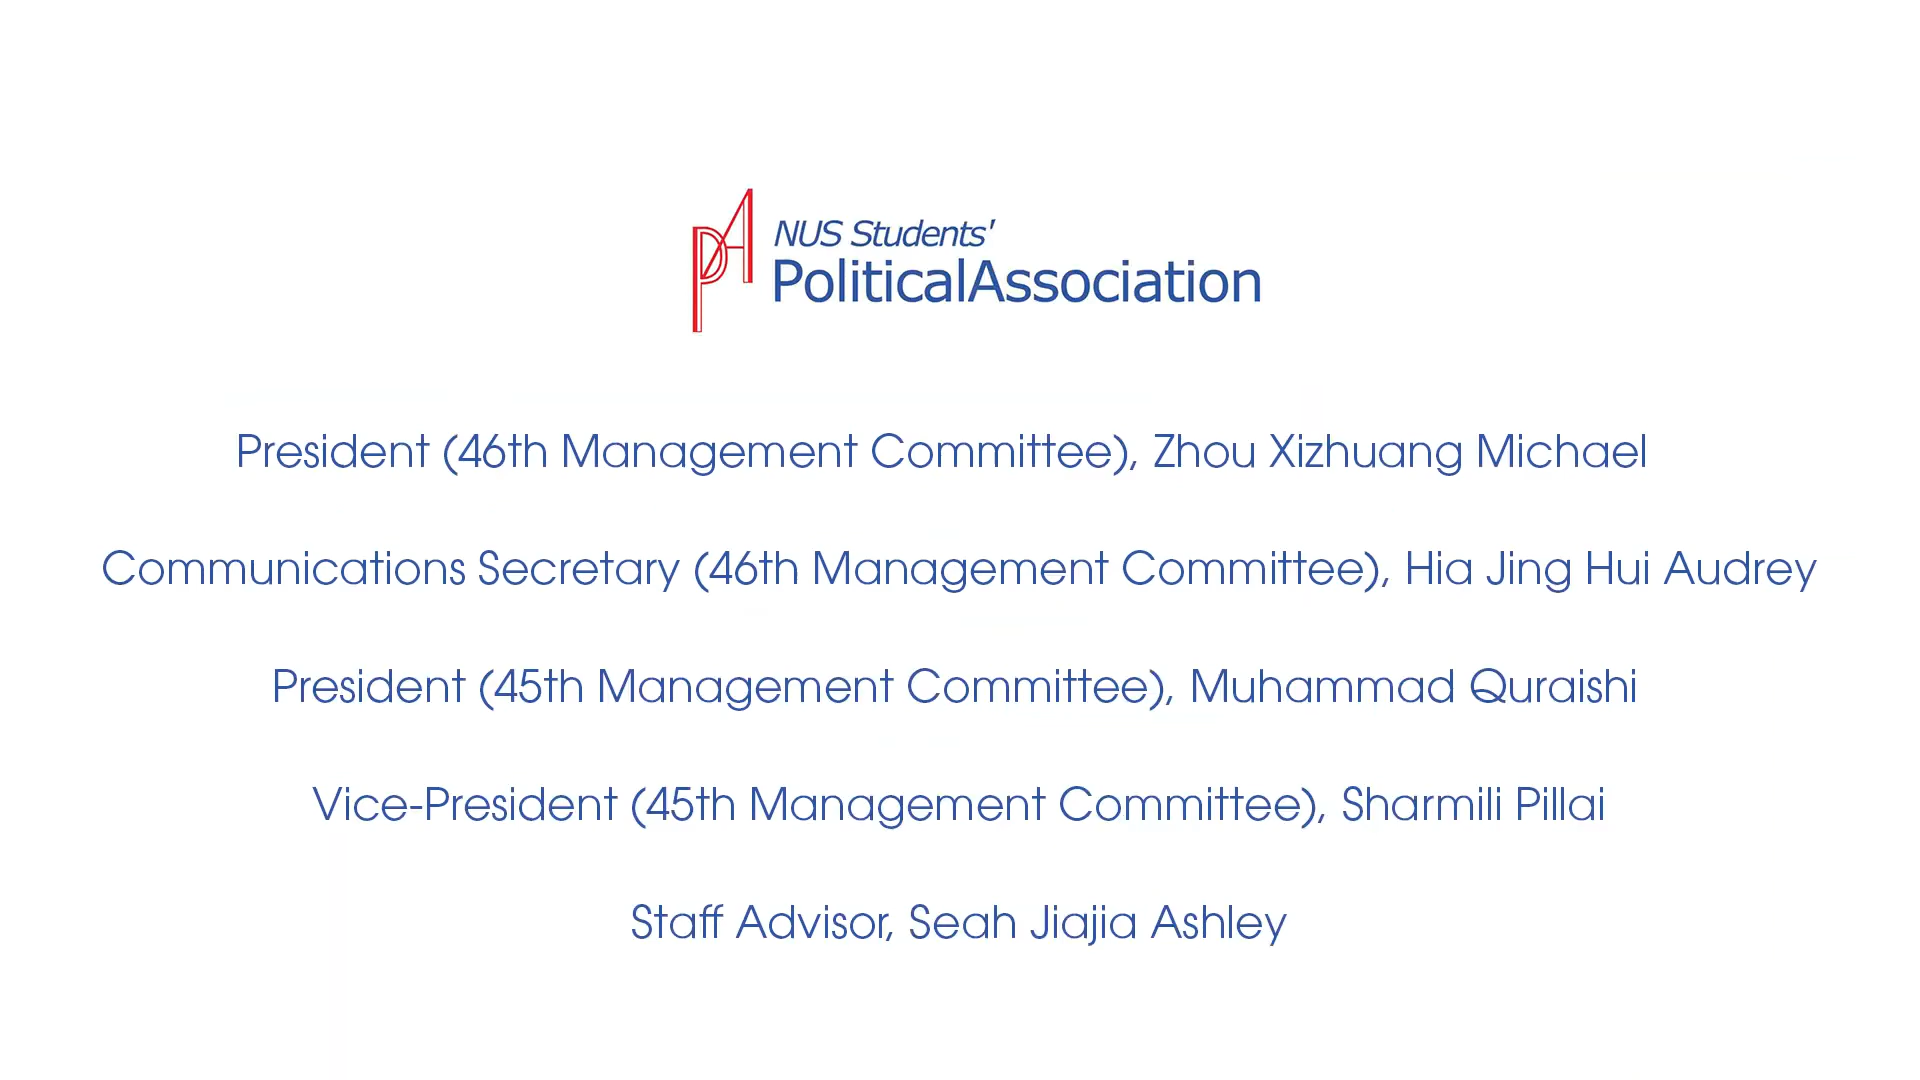 PA
NUS Students'
PoliticalAssociation
President (46th Management Committee), Zhou Xizhuang Michael
Communications Secretary (46th Management Committee), Hia Jing Hui Audrey
President (45th Management Committee), Muhammad Quraishi
Vice-President (45th Management Committee), Sharmili Pillai
Staff Advisor, Seah Jiajia Ashley